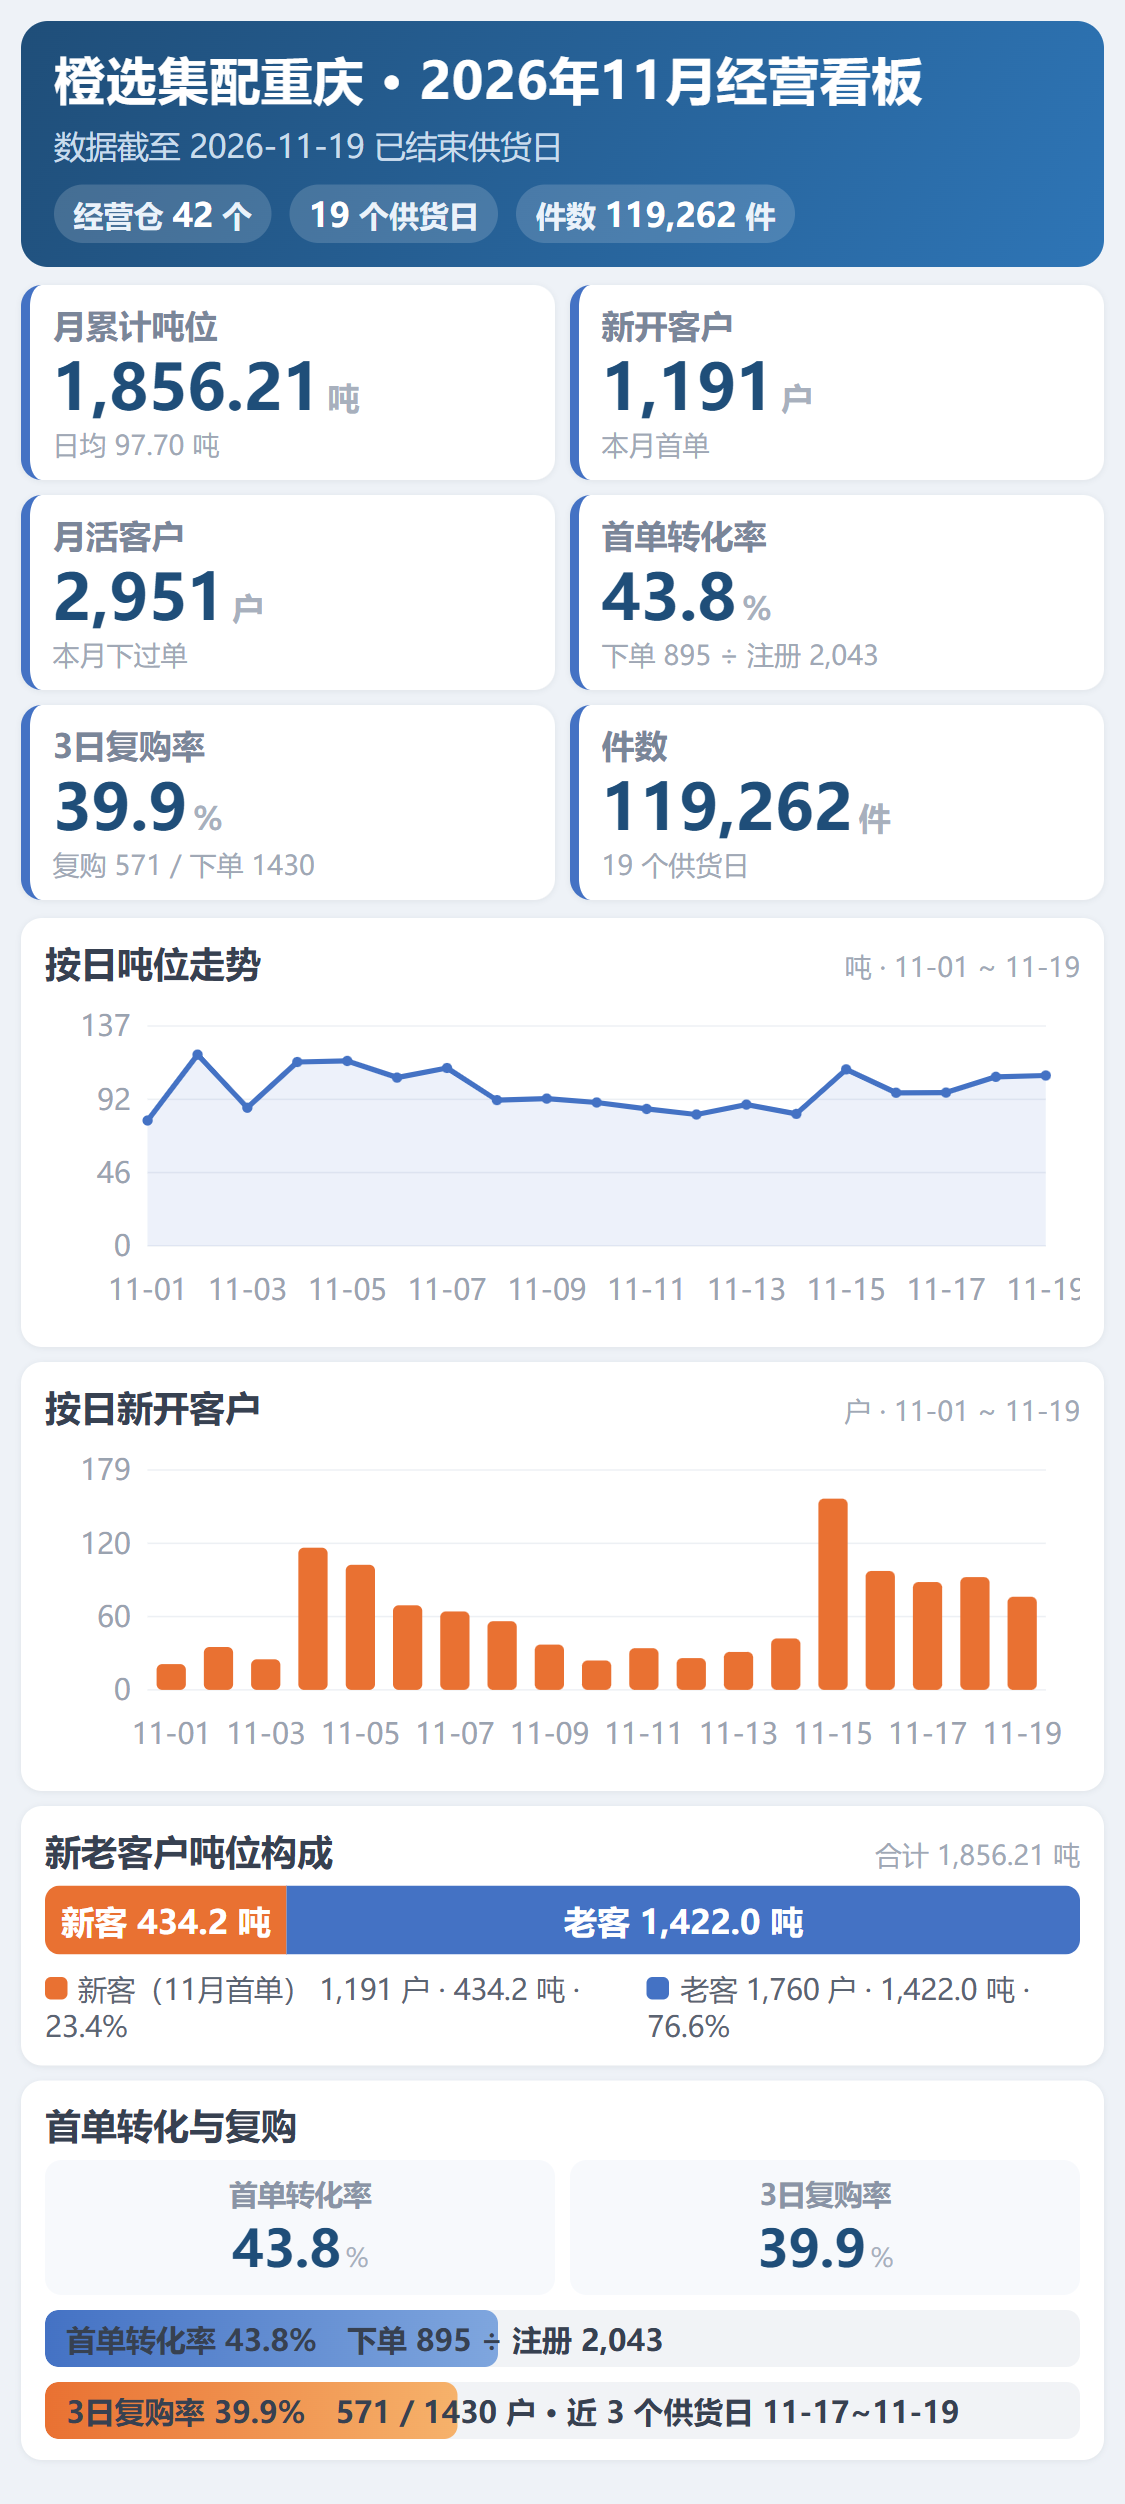 橙选集配重庆 · 2026年11月经营看板
数据截至 2026-11-19 已结束供货日
经营仓 42 个
19 个供货日
件数 119,262 件
月累计吨位
1,856.21 吨
日均 97.70 吨
新开客户
1,191 户
本月首单
月活客户
2,951 户
本月下过单
首单转化率
43.8 %
下单 895 ÷ 注册 2,043
3日复购率
39.9 %
复购 571 / 下单 1430
件数
119,262 件
19 个供货日
按日吨位走势
吨 · 11-01 ~ 11-19
137
92
46
0
11-01 11-03 11-05 11-07 11-09 11-11 11-13 11-15 11-17 11-19
按日新开客户
户 · 11-01 ~ 11-19
179
120
60
0
11-01 11-03 11-05 11-07 11-09 11-11 11-13 11-15 11-17 11-19
新老客户吨位构成
合计 1,856.21 吨
新客 434.2 吨
老客 1,422.0 吨
新客（11月首单） 1,191 户 · 434.2 吨 ·
23.4%
老客 1,760 户 · 1,422.0 吨 ·
76.6%
首单转化与复购
首单转化率
43.8 %
3日复购率
39.9 %
首单转化率 43.8% 下单 895 ÷ 注册 2,043
3日复购率 39.9% 571 / 1430 户 · 近 3 个供货日 11-17~11-19